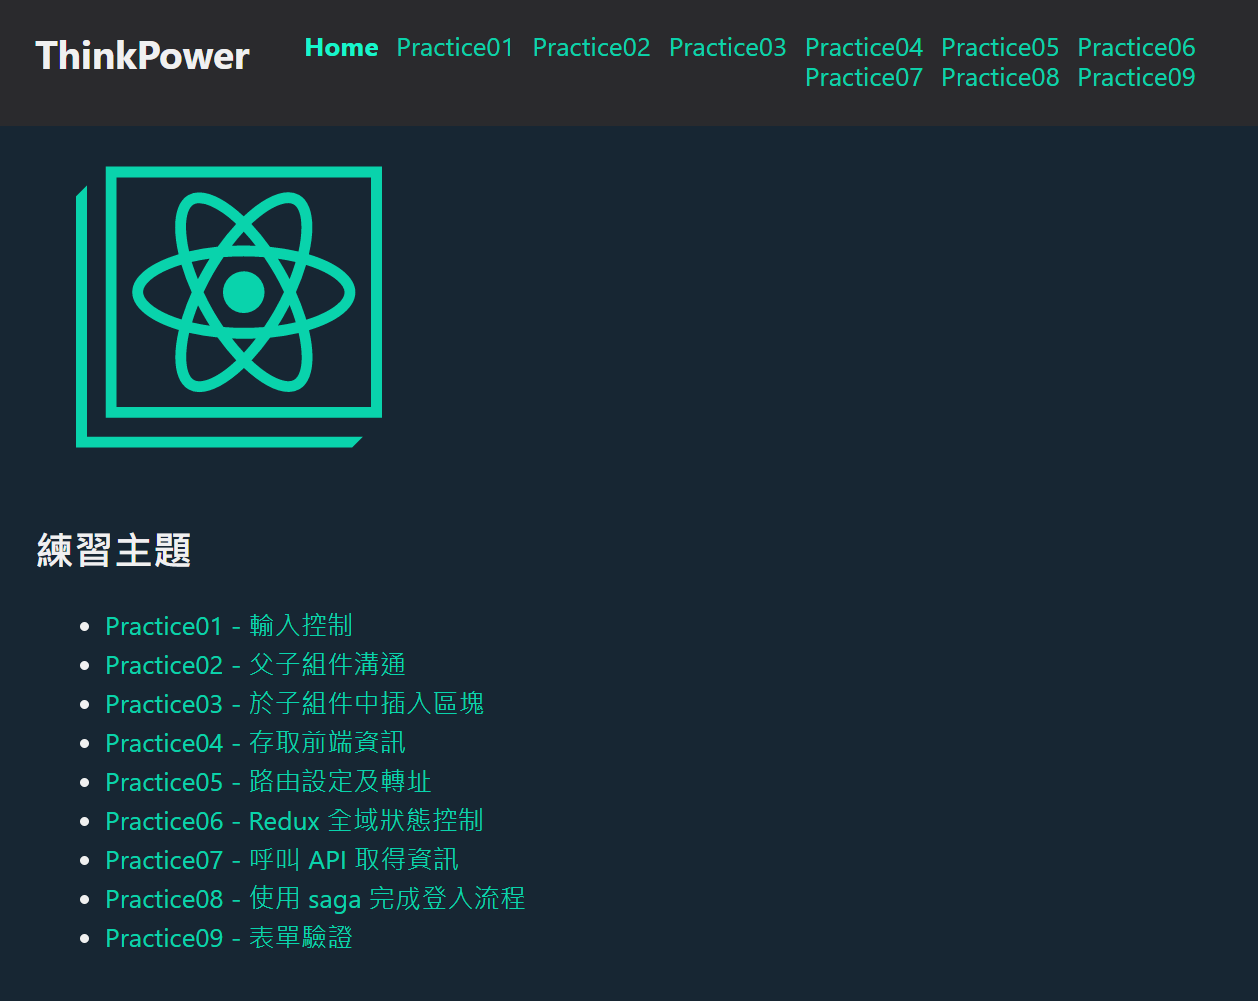 ThinkPower
Home Practice01 Practice02 Practice03 Practice04 Practice05 Practice06
Practice07 Practice08 Practice09
練習主題
Practice01 - 輸入控制
Practice02 - 父子組件溝通
Practice03 - 於子組件中插入區塊
Practice04 - 存取前端資訊
Practice05 - 路由設定及轉址
Practice06 - Redux 全域狀態控制
Practice07 - 呼叫 API 取得資訊
Practice08 - 使用 saga 完成登入流程
Practice09 - 表單驗證